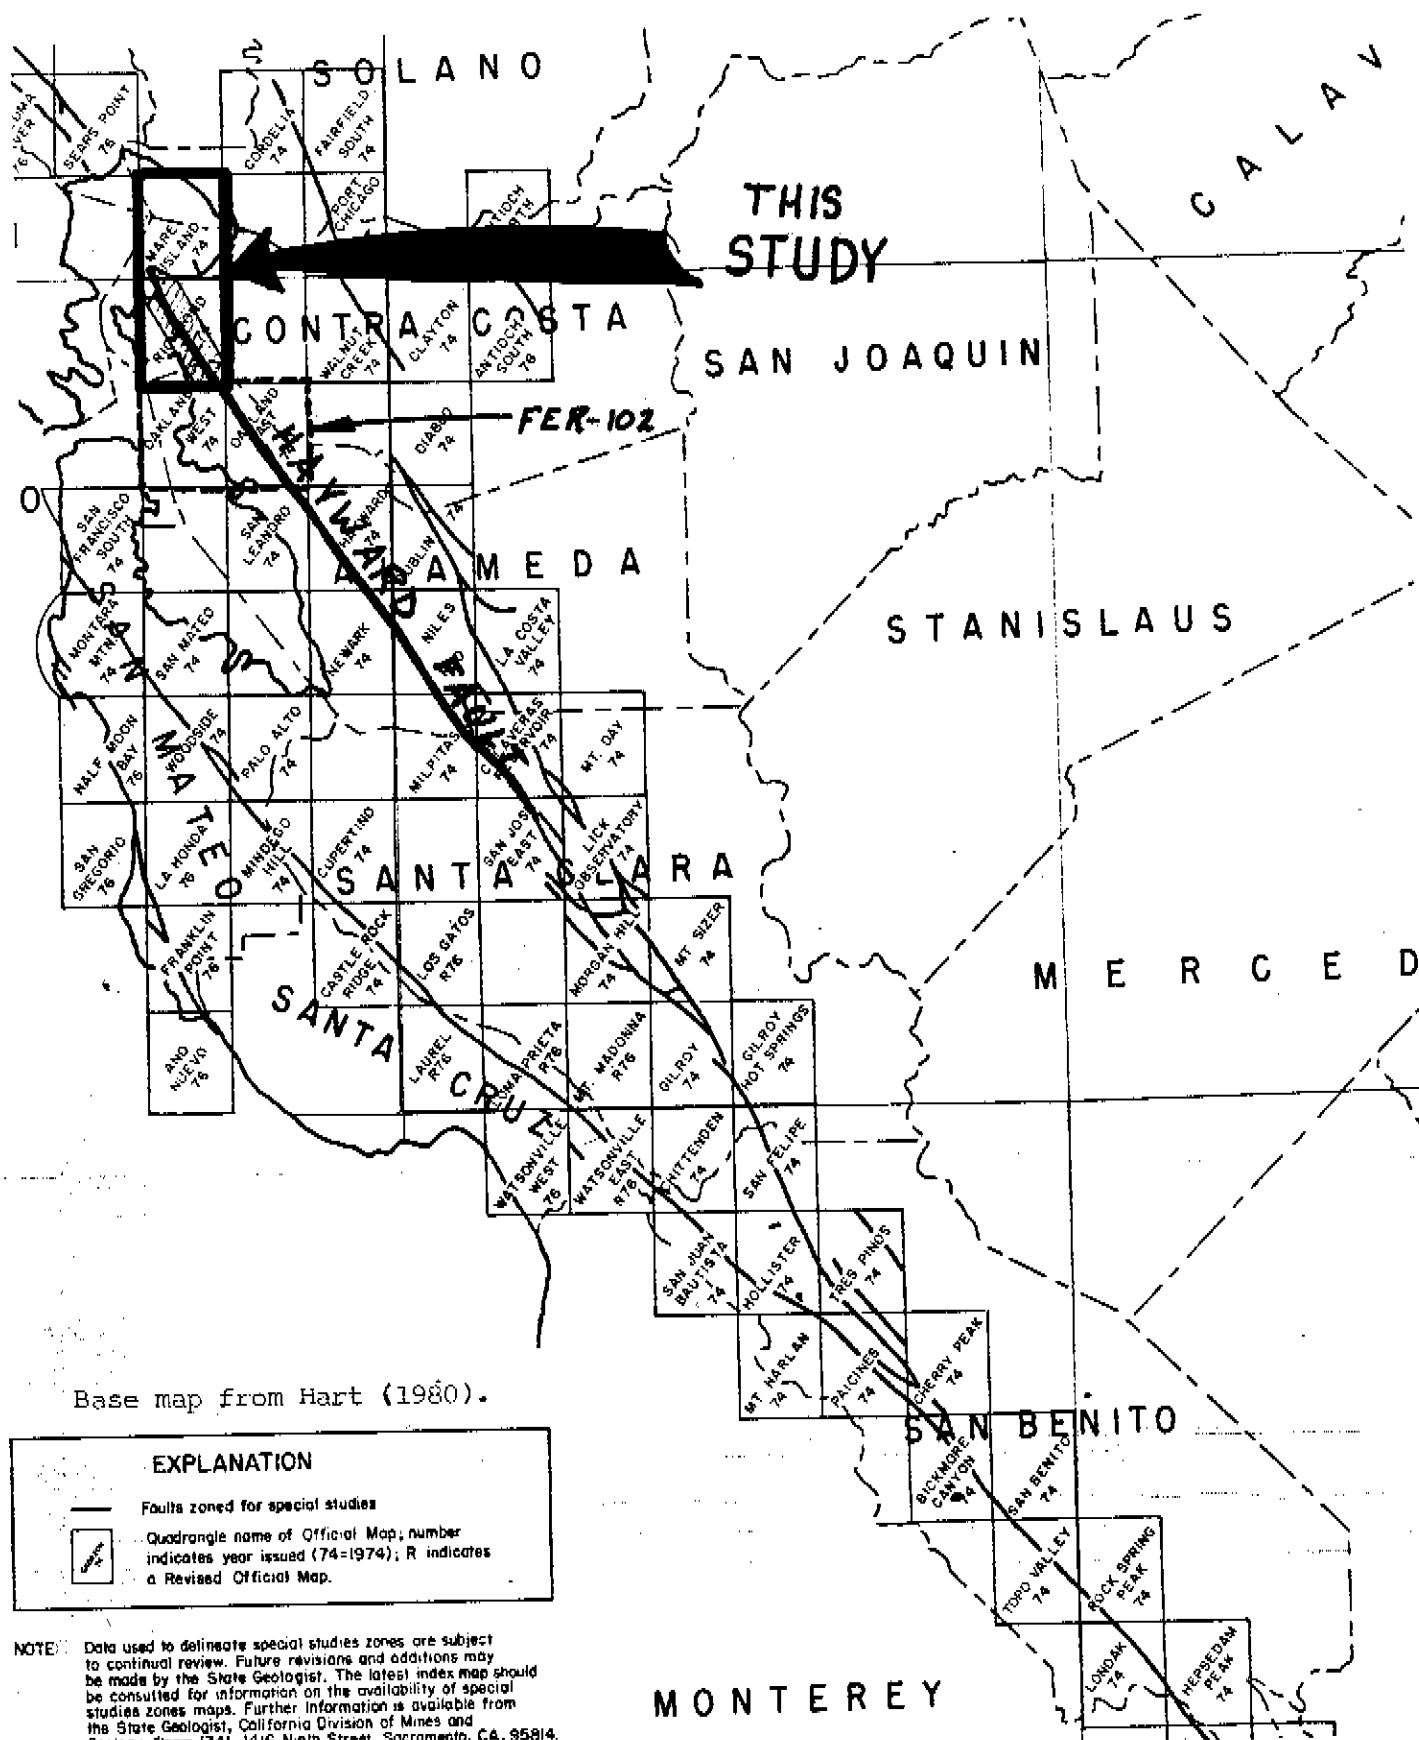 SOLANO
CALAV
SEARS POINT
76
CORDELIA
74
FAIRFIELD
SOUTH
74
MARE
ISLAND
74
PORT
CHICAGO
THIS
STUDY
CONTRA COSTA
WALNUT
CREEK
74
CLAYTON
74
ANTIOCH
SOUTH
76
SAN JOAQUIN
OAKLAND
WEST
74
FER-102
DIABLO
74
HAYWARD FAULT
SAN
FRANCISCO
SOUTH
74
SAN
LEANDRO
74
HAYWARD
74
DUBLIN
74
ALAMEDA
STANISLAUS
MONTARA
MTN
74
SAN MATEO
74
NEWARK
74
NILES
LA COSTA
VALLEY
74
SAN MATEO
HALF MOON
BAY
76
WOODSIDE
74
PALO ALTO
74
MILPITAS
74
CALAVERAS
RESERVOIR
74
MT. DAY
74
SAN
GREGORIO
76
LA HONDA
76
MINDEGO
HILL
74
CUPERTINO
74
SAN JOSE
EAST
74
LICK
OBSERVATORY
74
SANTA CLARA
FRANKLIN
POINT
76
CASTLE ROCK
RIDGE
74
LOS GATOS
R76
MORGAN HILL
74
MT SIZER
74
MERCED
SANTA CRUZ
ANO
NUEVO
76
LAUREL
R76
LOMA PRIETA
R76
MT. MADONNA
R76
GILROY
74
GILROY
HOT SPRINGS
74
WATSONVILLE
WEST
76
WATSONVILLE
EAST
R76
CHITTENDEN
74
SAN FELIPE
74
SAN JUAN
BAUTISTA
74
HOLLISTER
74
TRES PINOS
74
MT HARLAN
74
PAICINES
74
CHERRY PEAK
74
SAN BENITO
BICKMORE
CANYON
74
SAN BENITO
74
TOPO VALLEY
74
ROCK SPRING
PEAK
74
LONOAK
74
HEPSEDAM
PEAK
74
MONTEREY
Base map from Hart (1980).
EXPLANATION
Faults zoned for special studies
Quadrangle name of Official Map; number
indicates year issued (74=1974); R indicates
a Revised Official Map.
NOTE: Data used to delineate special studies zones are subject
to continual review. Future revisions and additions may
be made by the State Geologist. The latest index map should
be consulted for information on the availability of special
studies zones maps. Further information is available from
the State Geologist, California Division of Mines and
1416 Ninth Street, Sacramento, CA. 95814.